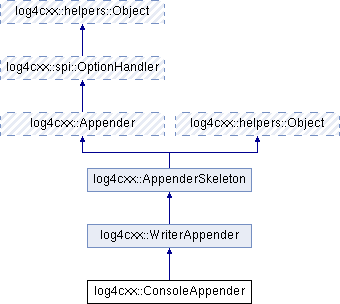 log4cxx::helpers::Object
log4cxx::spi::OptionHandler
log4cxx::Appender
log4cxx::helpers::Object
log4cxx::AppenderSkeleton
log4cxx::WriterAppender
log4cxx::ConsoleAppender